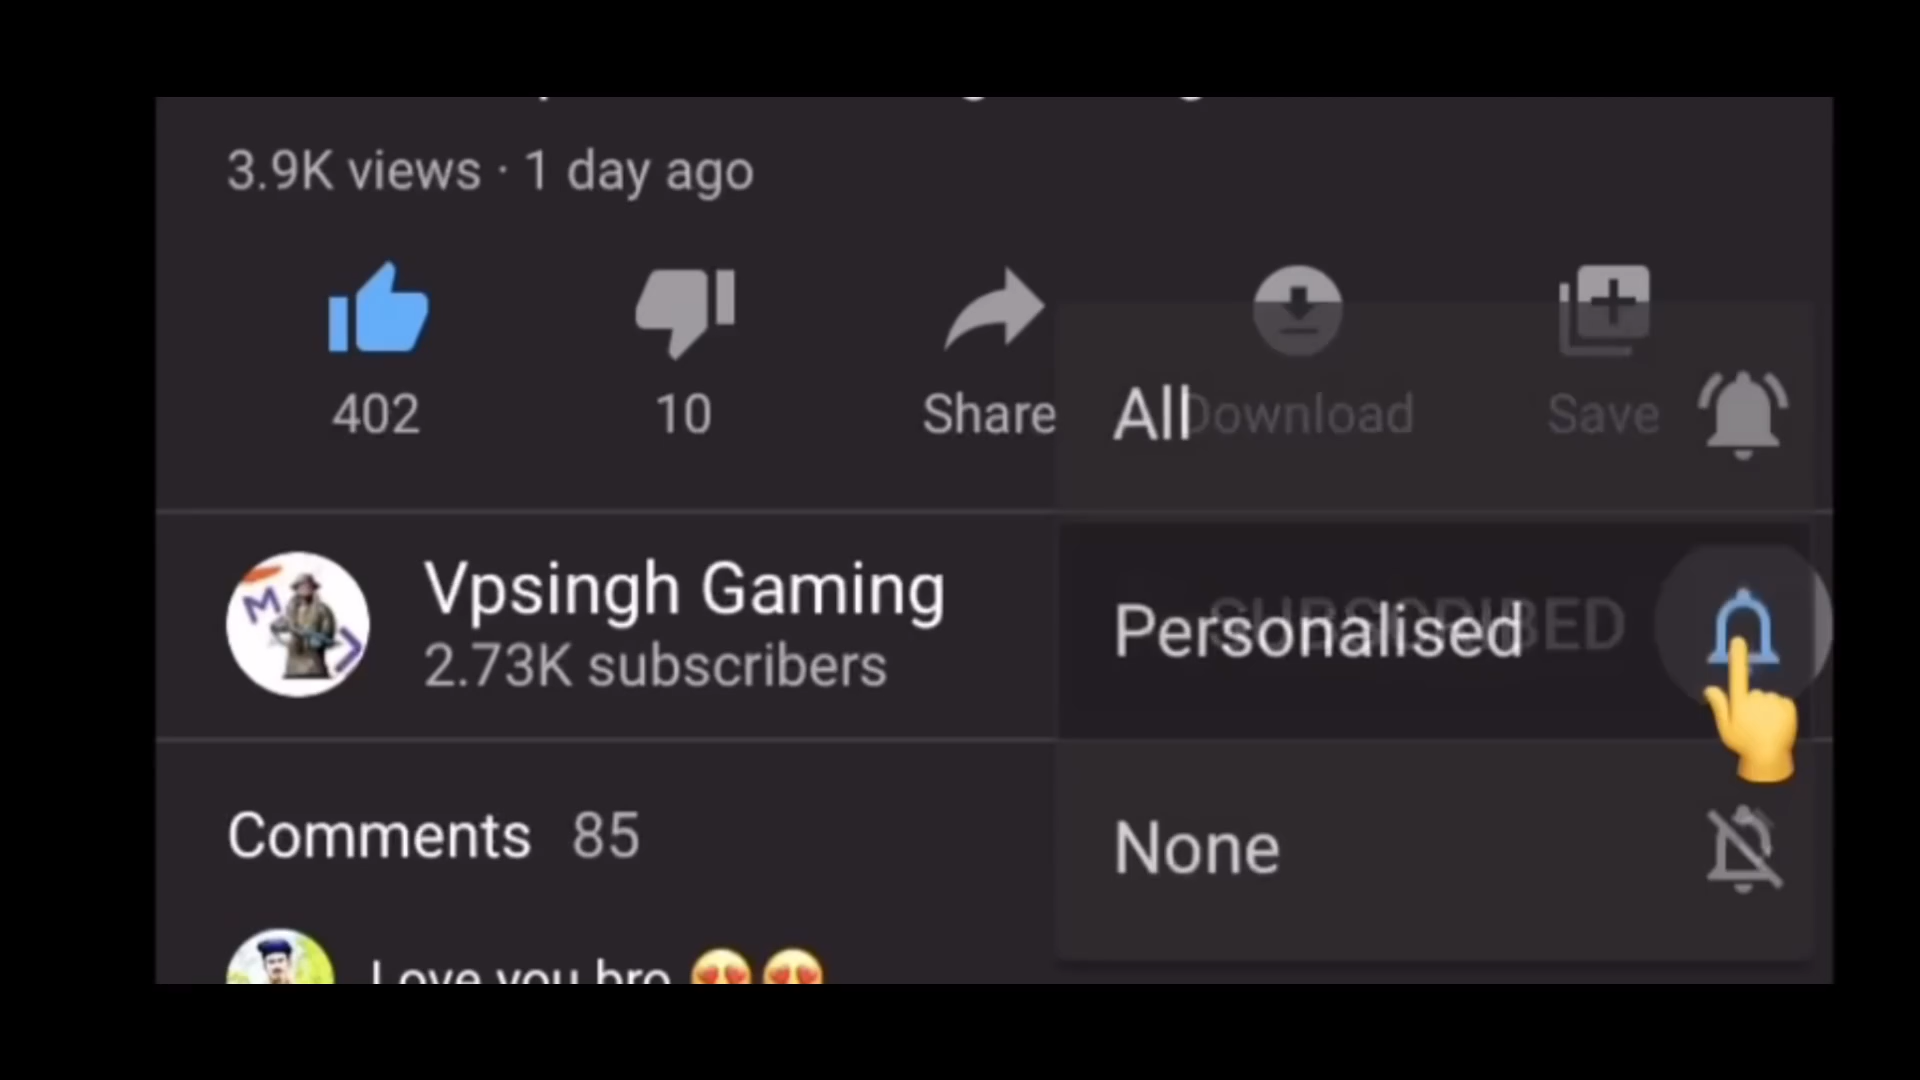 3.9K views · 1 day ago
402
10
Share
Download
Save
All
Vpsingh Gaming
2.73K subscribers
SUBSCRIBED
Personalised
Comments 85
None
Love you bro 😍😍